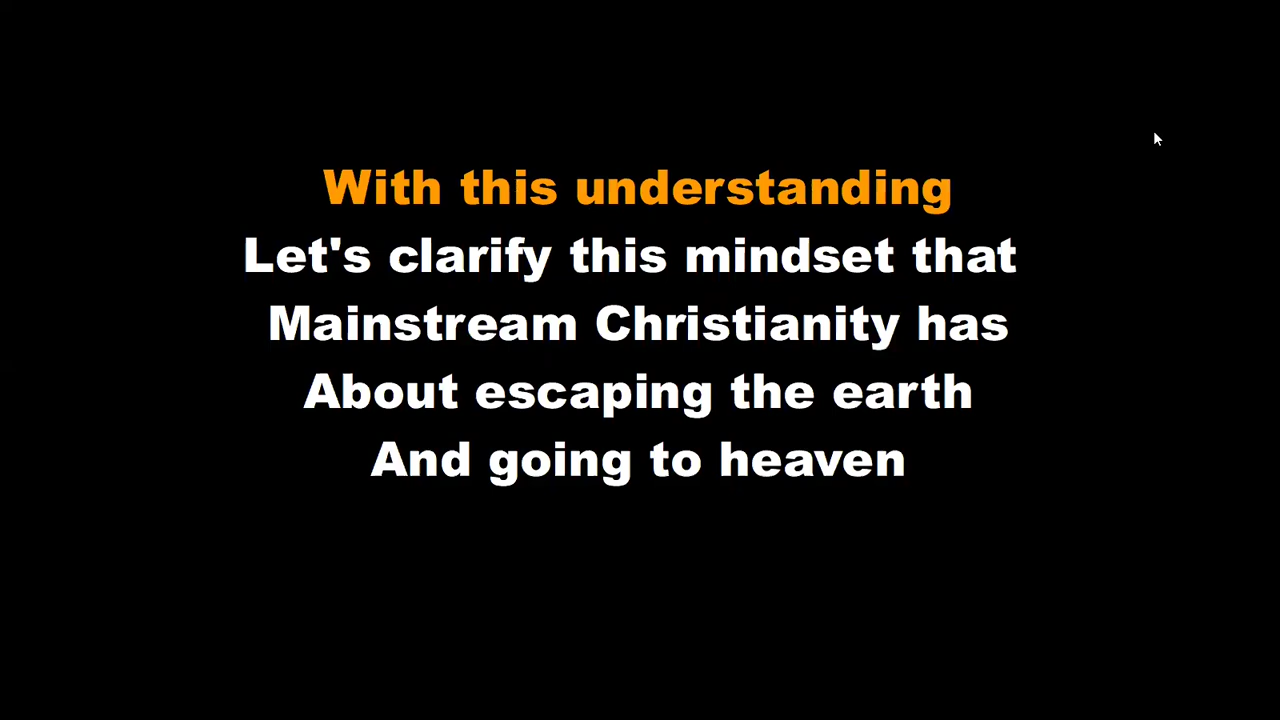 With this understanding
Let's clarify this mindset that
Mainstream Christianity has
About escaping the earth
And going to heaven